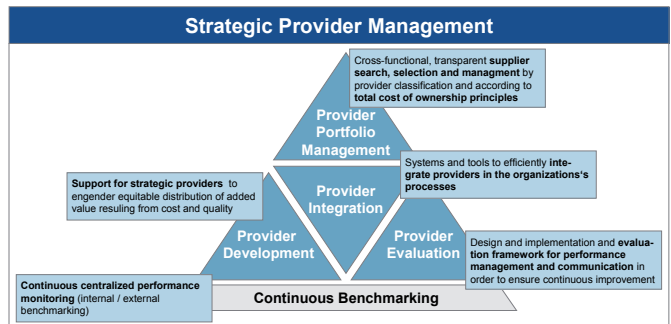 Strategic Provider Management
Cross-functional, transparent supplier
search, selection and managment by
provider classification and according to
total cost of ownership principles
Provider
Portfolio
Management
Systems and tools to efficiently inte-
grate providers in the organizations's
processes
Support for strategic providers to
engender equitable distribution of added
value resuling from cost and quality
Provider
Integration
Provider
Development
Provider
Evaluation
Design and implementation and evalua-
tion framework for performance
management and communication in
order to ensure continuous improvement
Continuous centralized performance
monitoring (internal / external
benchmarking)
Continuous Benchmarking